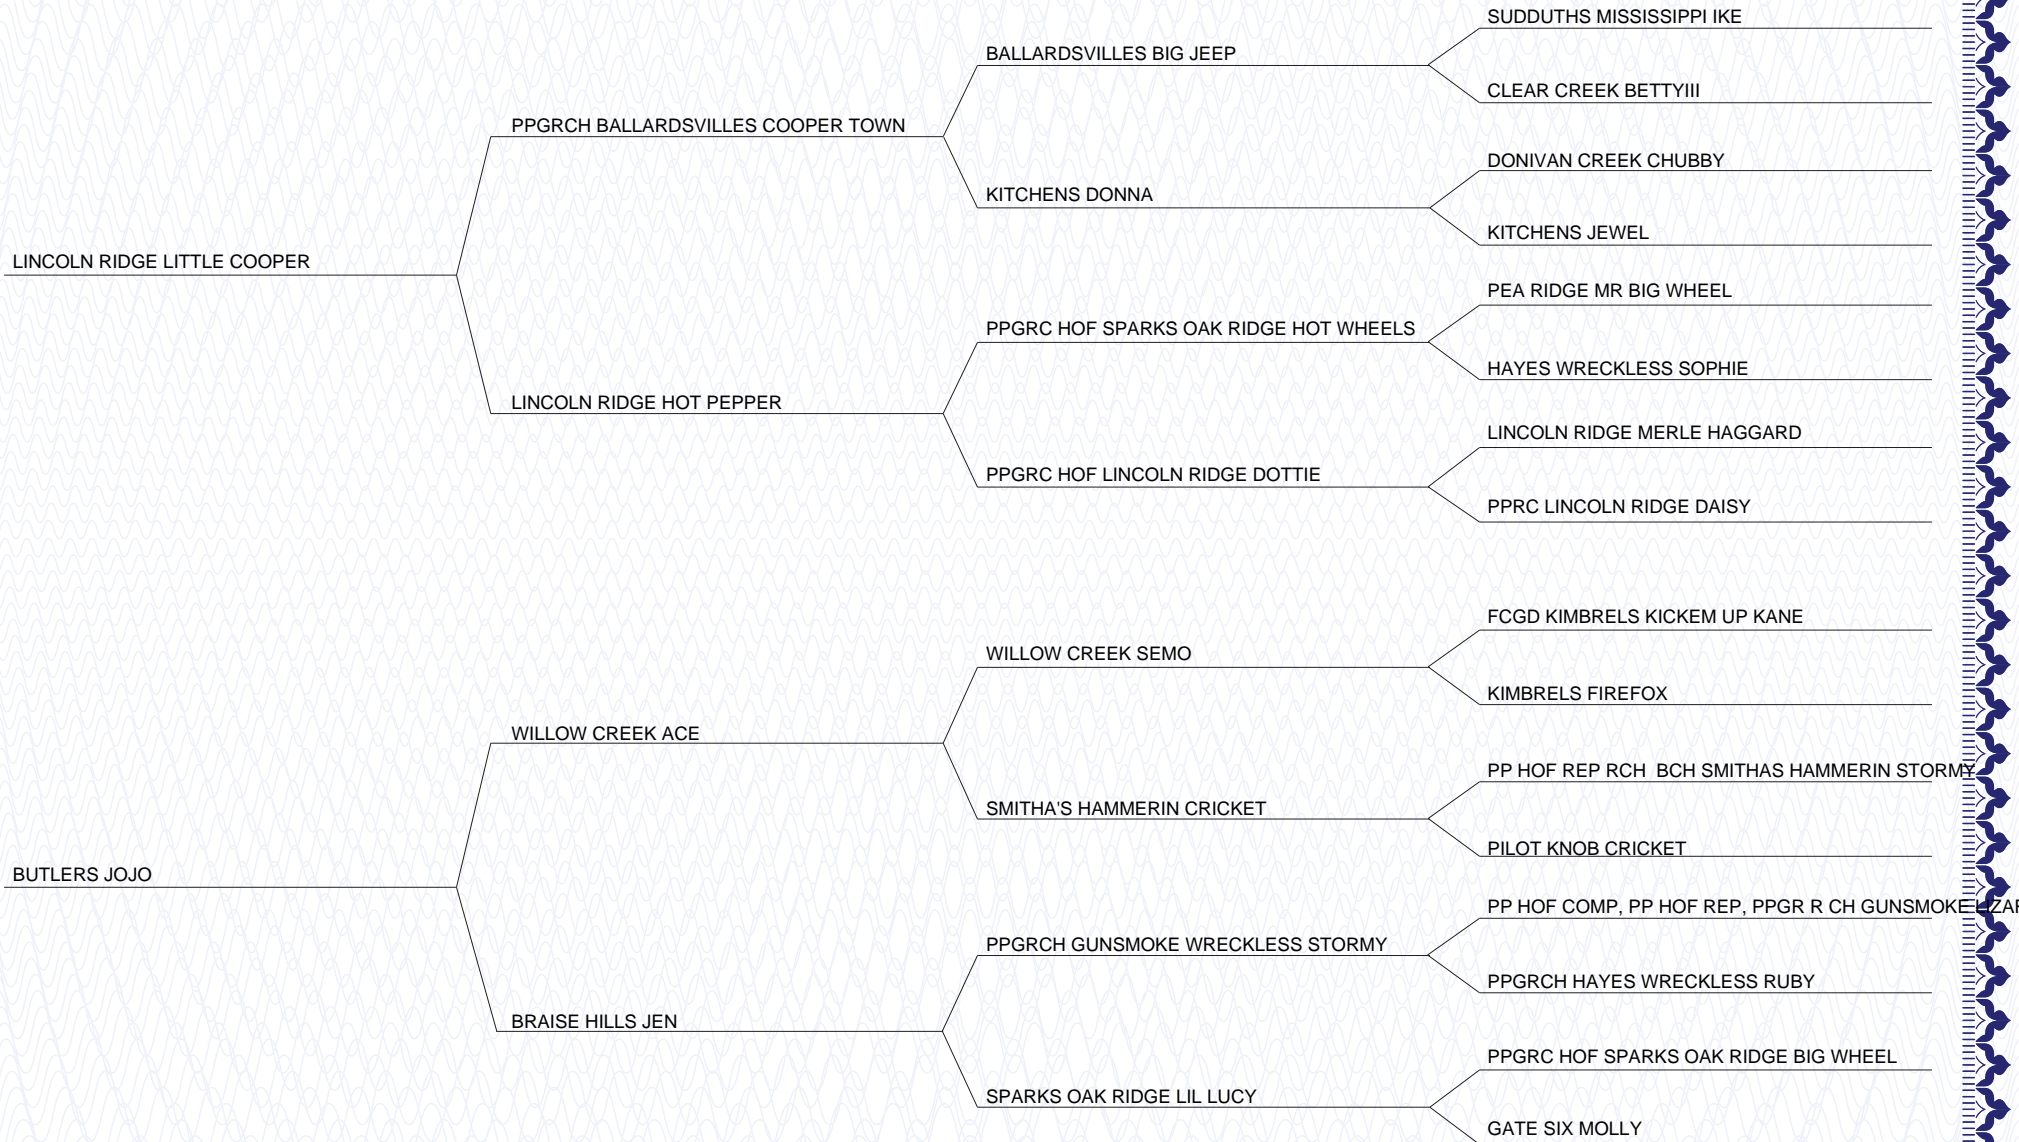 SUDDUTHS MISSISSIPPI IKE
BALLARDSVILLES BIG JEEP
CLEAR CREEK BETTYIII
PPGRCH BALLARDSVILLES COOPER TOWN
DONIVAN CREEK CHUBBY
KITCHENS DONNA
KITCHENS JEWEL
LINCOLN RIDGE LITTLE COOPER
PEA RIDGE MR BIG WHEEL
PPGRC HOF SPARKS OAK RIDGE HOT WHEELS
HAYES WRECKLESS SOPHIE
LINCOLN RIDGE HOT PEPPER
LINCOLN RIDGE MERLE HAGGARD
PPGRC HOF LINCOLN RIDGE DOTTIE
PPRC LINCOLN RIDGE DAISY
FCGD KIMBRELS KICKEM UP KANE
WILLOW CREEK SEMO
KIMBRELS FIREFOX
WILLOW CREEK ACE
PP HOF REP RCH  BCH SMITHAS HAMMERIN STORMY
SMITHA'S HAMMERIN CRICKET
PILOT KNOB CRICKET
BUTLERS JOJO
PP HOF COMP, PP HOF REP, PPGR R CH GUNSMOKE
PPGRCH GUNSMOKE WRECKLESS STORMY
PPGRCH HAYES WRECKLESS RUBY
BRAISE HILLS JEN
PPGRC HOF SPARKS OAK RIDGE BIG WHEEL
SPARKS OAK RIDGE LIL LUCY
GATE SIX MOLLY